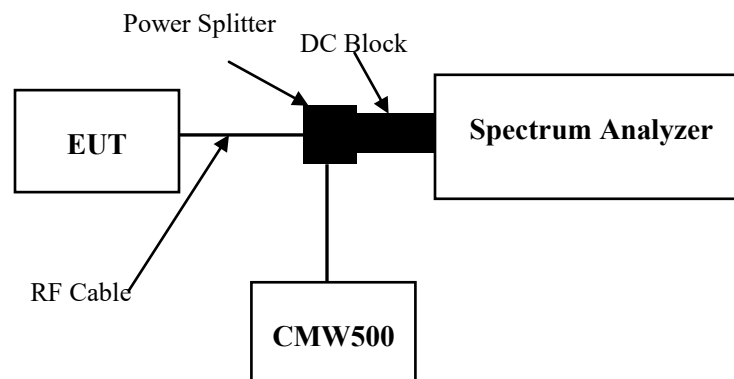 Power Splitter
DC Block
EUT
Spectrum Analyzer
RF Cable
CMW500